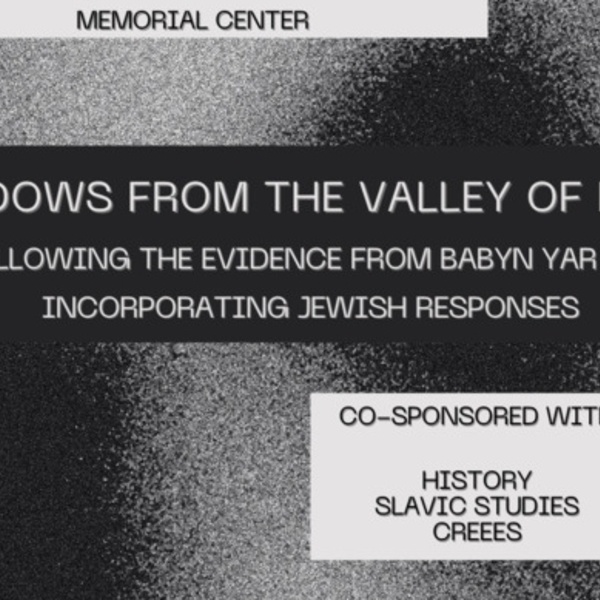 MEMORIAL CENTER
DOWS FROM THE VALLEY OF
LLOWING THE EVIDENCE FROM BABYN YAR
INCORPORATING JEWISH RESPONSES
CO-SPONSORED WITH
HISTORY
SLAVIC STUDIES
CREEES